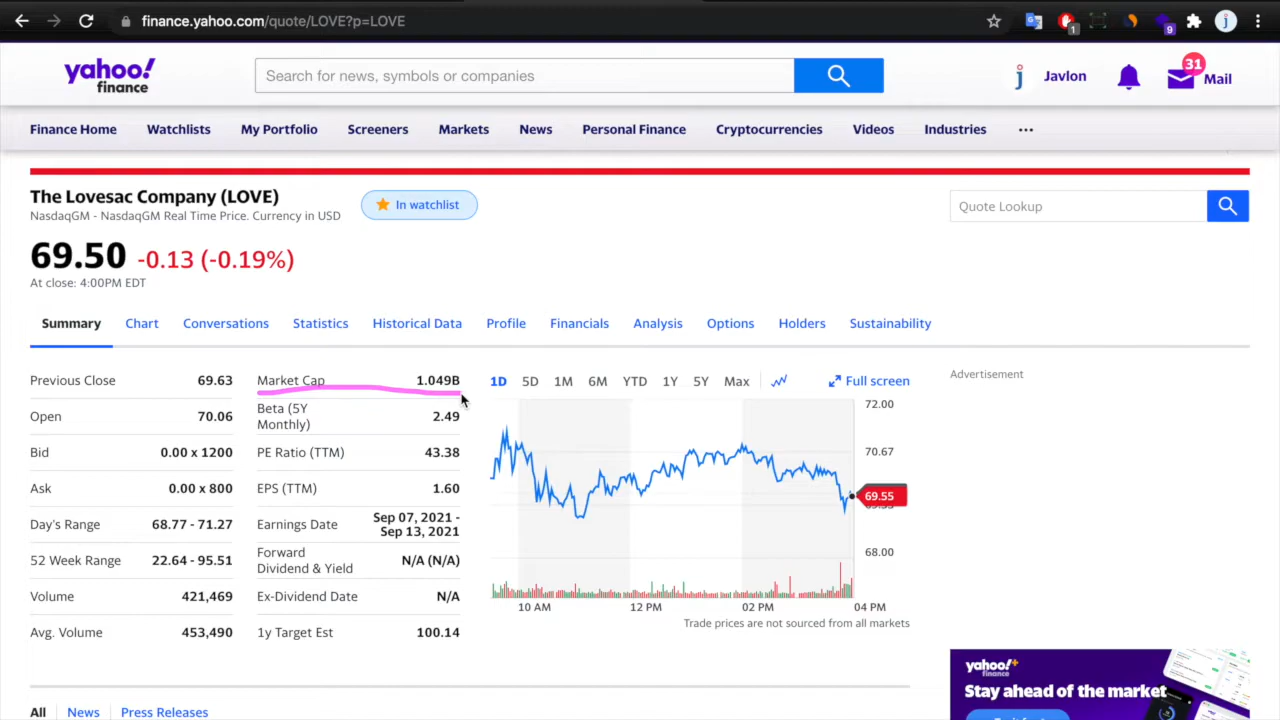 finance.yahoo.com/quote/LOVE?p=LOVE
1
9
j
yahoo!
finance
Search for news, symbols or companies
j
Javlon
31
Mail
Finance Home
Watchlists
My Portfolio
Screeners
Markets
News
Personal Finance
Cryptocurrencies
Videos
Industries
...
The Lovesac Company (LOVE)
NasdaqGM - NasdaqGM Real Time Price. Currency in USD
In watchlist
Quote Lookup
69.50 -0.13 (-0.19%)
At close: 4:00PM EDT
Summary
Chart
Conversations
Statistics
Historical Data
Profile
Financials
Analysis
Options
Holders
Sustainability
Previous Close 69.63
Open 70.06
Bid 0.00 x 1200
Ask 0.00 x 800
Day's Range 68.77 - 71.27
52 Week Range 22.64 - 95.51
Volume 421,469
Avg. Volume 453,490
Market Cap 1.049B
Beta (5Y
Monthly) 2.49
PE Ratio (TTM) 43.38
EPS (TTM) 1.60
Earnings Date Sep 07, 2021 -
Sep 13, 2021
Forward
Dividend & Yield N/A (N/A)
Ex-Dividend Date N/A
1y Target Est 100.14
1D 5D 1M 6M YTD 1Y 5Y Max
Full screen
72.00
70.67
69.55
68.00
10 AM 12 PM 02 PM 04 PM
Trade prices are not sourced from all markets
Advertisement
yahoo!+
finance
Stay ahead of the market
All
News
Press Releases